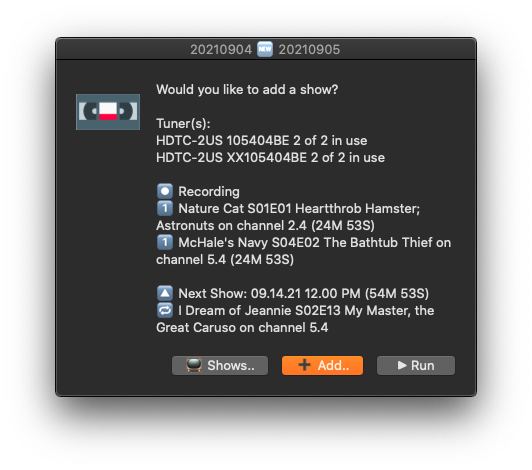 20210904 🆕 20210905
Would you like to add a show?
Tuner(s):
HDTC-2US 105404BE 2 of 2 in use
HDTC-2US XX105404BE 2 of 2 in use
⏺ Recording
1️⃣ Nature Cat S01E01 Heartthrob Hamster;
Astronuts on channel 2.4 (24M 53S)
1️⃣ McHale's Navy S04E02 The Bathtub Thief on
channel 5.4 (24M 53S)
🔼 Next Show: 09.14.21 12.00 PM (54M 53S)
🔁 I Dream of Jeannie S02E13 My Master, the
Great Caruso on channel 5.4
📺 Shows.. ➕ Add.. ▶ Run